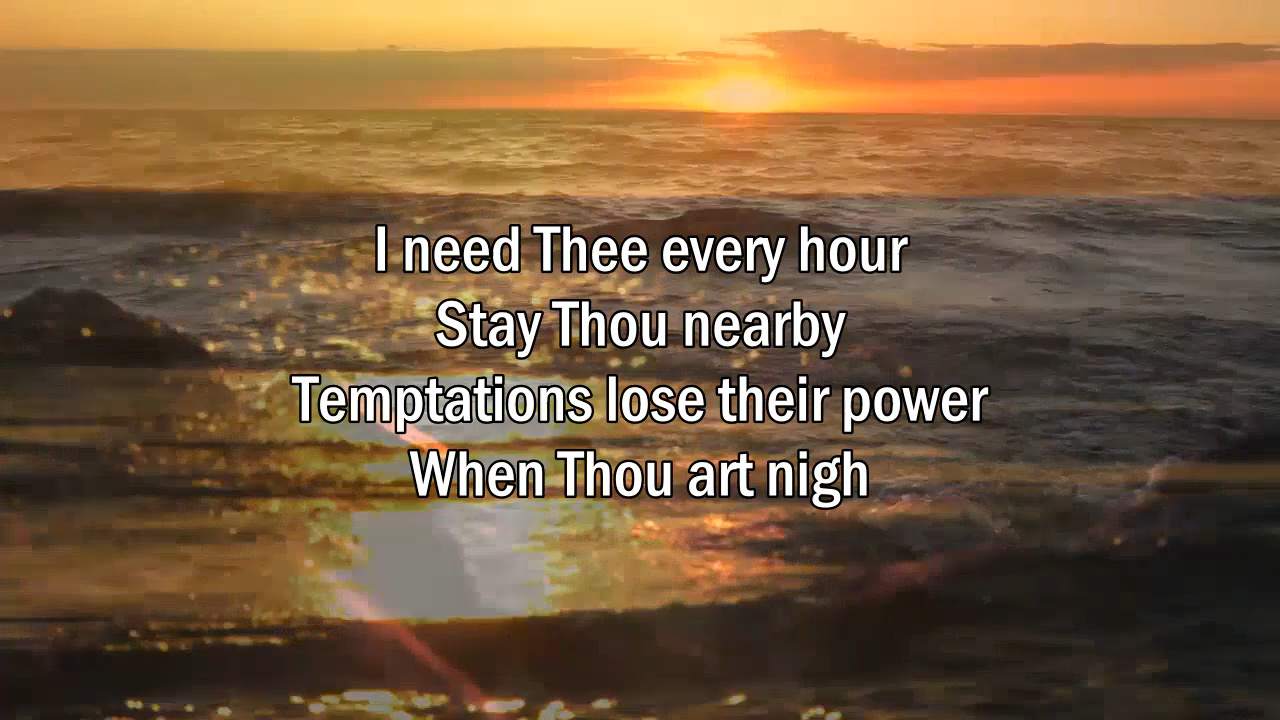 I need Thee every hour
Stay Thou nearby
Temptations lose their power
When Thou art nigh